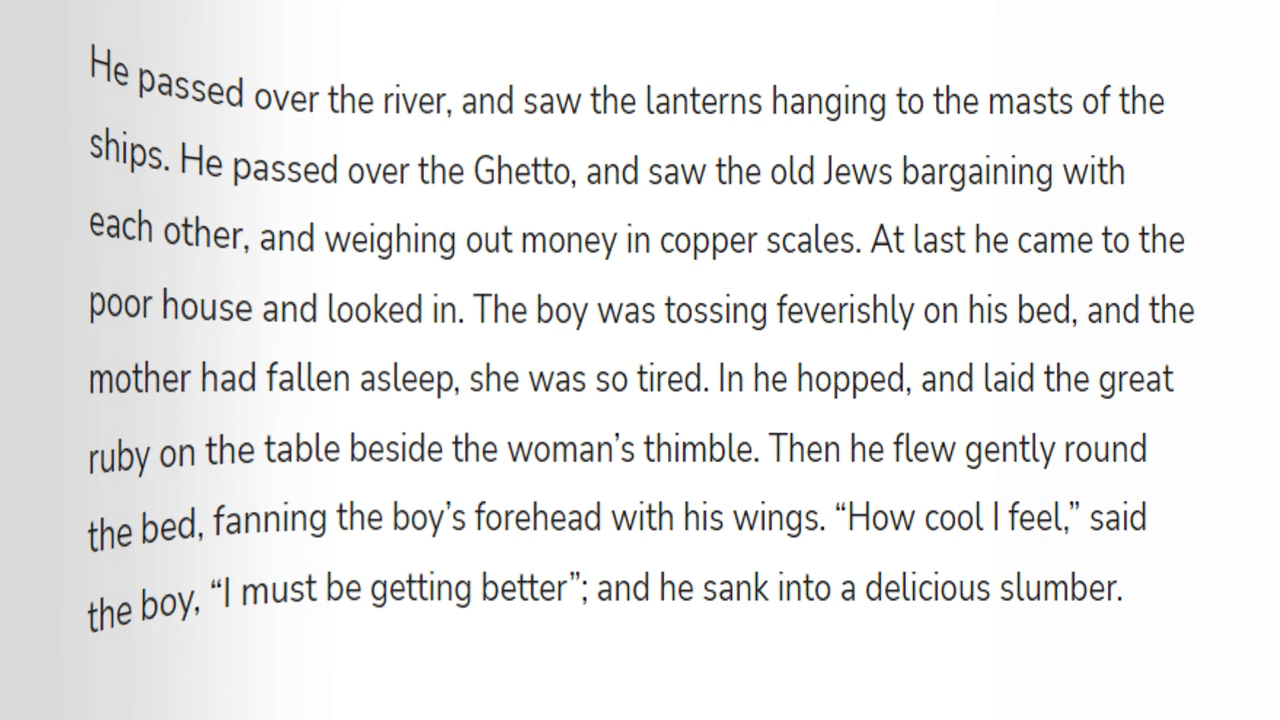 He passed over the river, and saw the lanterns hanging to the masts of the
ships. He passed over the Ghetto, and saw the old Jews bargaining with
each other, and weighing out money in copper scales. At last he came to the
poor house and looked in. The boy was tossing feverishly on his bed, and the
mother had fallen asleep, she was so tired. In he hopped, and laid the great
ruby on the table beside the woman’s thimble. Then he flew gently round
the bed, fanning the boy’s forehead with his wings. “How cool I feel,” said
the boy, “I must be getting better”; and he sank into a delicious slumber.